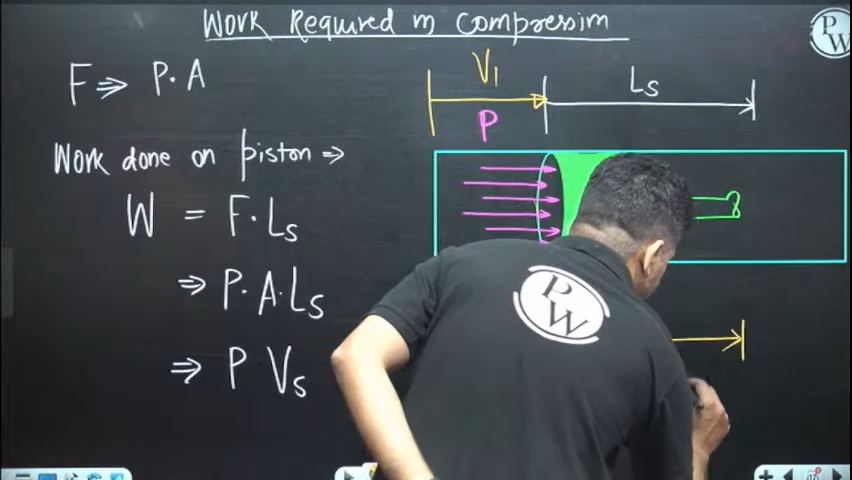 Work Required in Compression
PW
F ⇒ P·A
V₁
Ls
P
Work done on piston ⇒
W = F·Ls
⇒ P·A·Ls
⇒ P Vs
PW